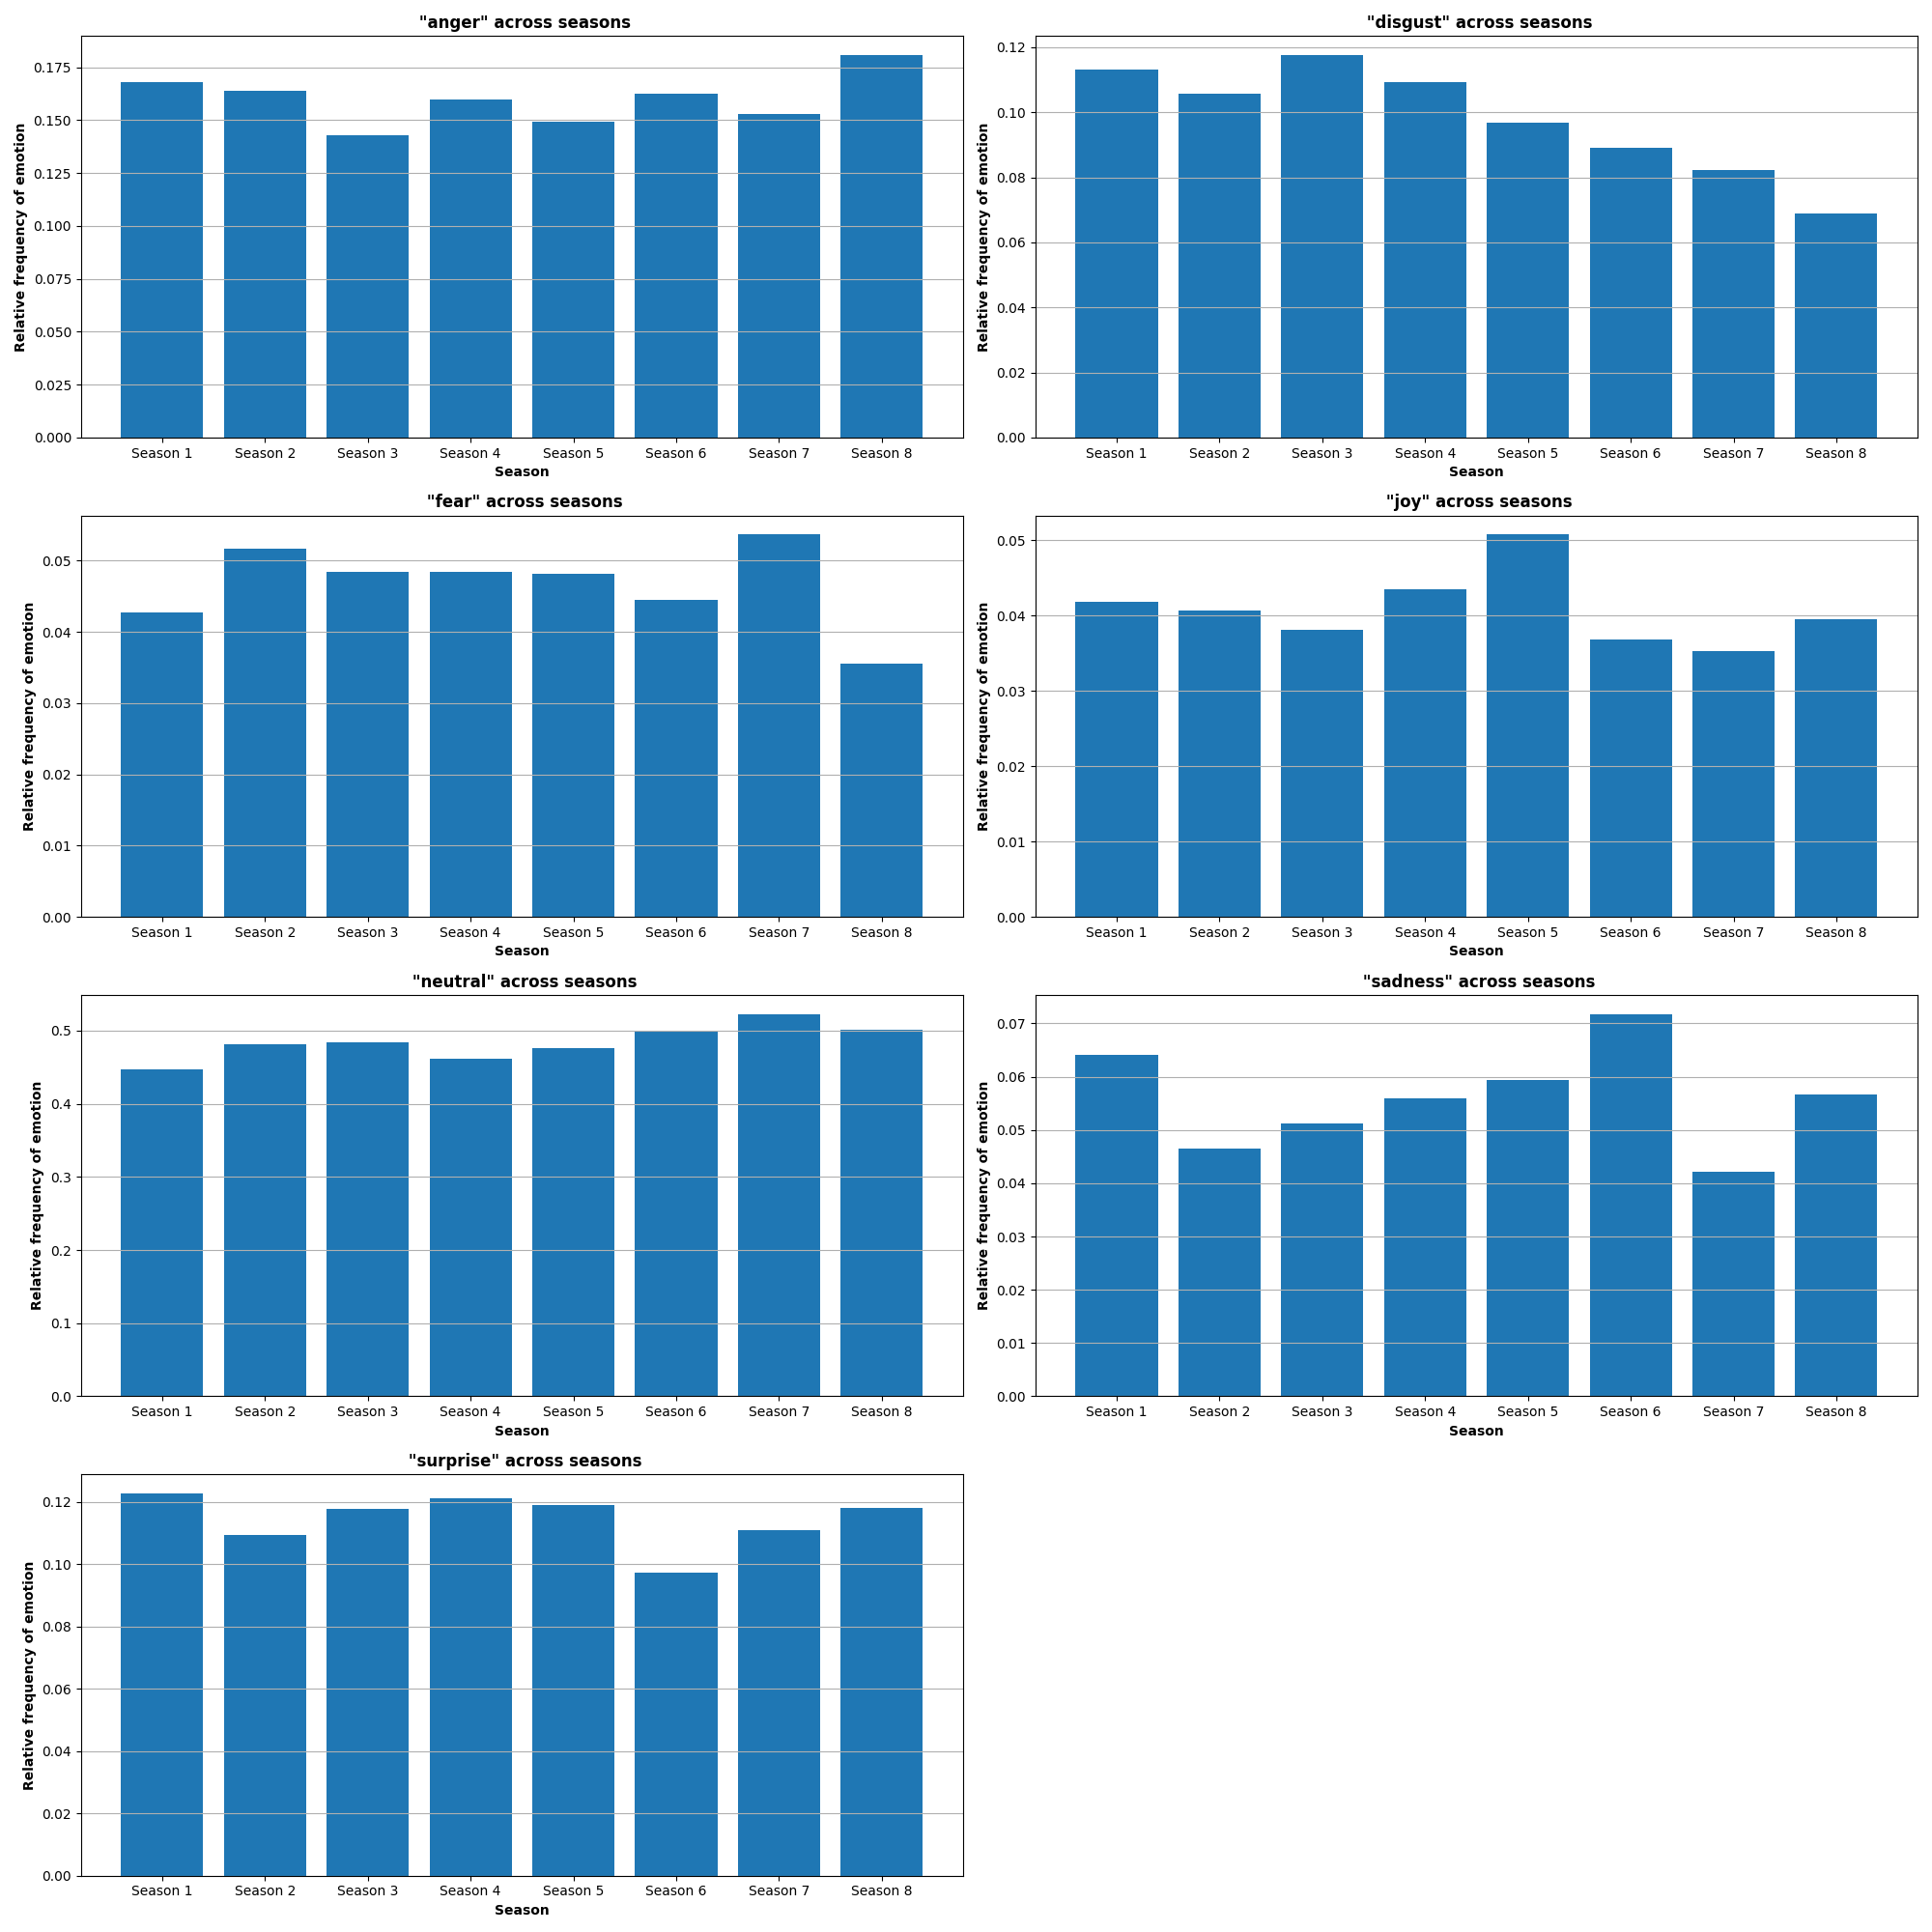 "anger" across seasons
Relative frequency of emotion
0.175
0.150
0.125
0.100
0.075
0.050
0.025
0.000
Season 1 Season 2 Season 3 Season 4 Season 5 Season 6 Season 7 Season 8
Season
"disgust" across seasons
Relative frequency of emotion
0.12
0.10
0.08
0.06
0.04
0.02
0.00
Season 1 Season 2 Season 3 Season 4 Season 5 Season 6 Season 7 Season 8
Season
"fear" across seasons
Relative frequency of emotion
0.05
0.04
0.03
0.02
0.01
0.00
Season 1 Season 2 Season 3 Season 4 Season 5 Season 6 Season 7 Season 8
Season
"joy" across seasons
Relative frequency of emotion
0.05
0.04
0.03
0.02
0.01
0.00
Season 1 Season 2 Season 3 Season 4 Season 5 Season 6 Season 7 Season 8
Season
"neutral" across seasons
Relative frequency of emotion
0.5
0.4
0.3
0.2
0.1
0.0
Season 1 Season 2 Season 3 Season 4 Season 5 Season 6 Season 7 Season 8
Season
"sadness" across seasons
Relative frequency of emotion
0.07
0.06
0.05
0.04
0.03
0.02
0.01
0.00
Season 1 Season 2 Season 3 Season 4 Season 5 Season 6 Season 7 Season 8
Season
"surprise" across seasons
Relative frequency of emotion
0.12
0.10
0.08
0.06
0.04
0.02
0.00
Season 1 Season 2 Season 3 Season 4 Season 5 Season 6 Season 7 Season 8
Season